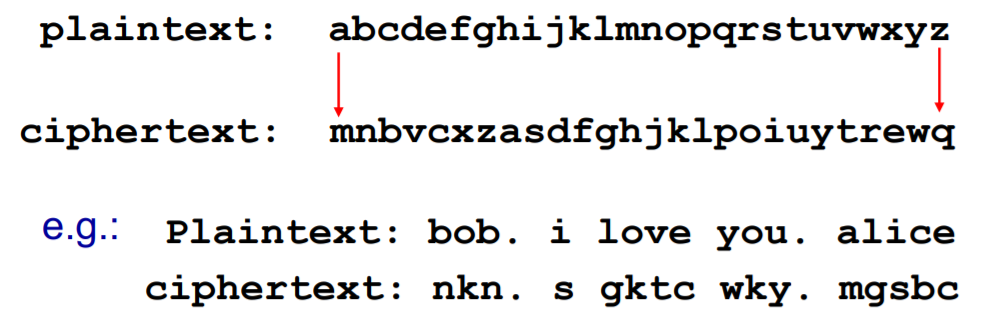 plaintext: abcdefghijklmnopqrstuvwxyz
ciphertext: mnbvcxzasdfghjklpoiuytrewq
e.g.: Plaintext: bob. i love you. alice
ciphertext: nkn. s gktc wky. mgsbc